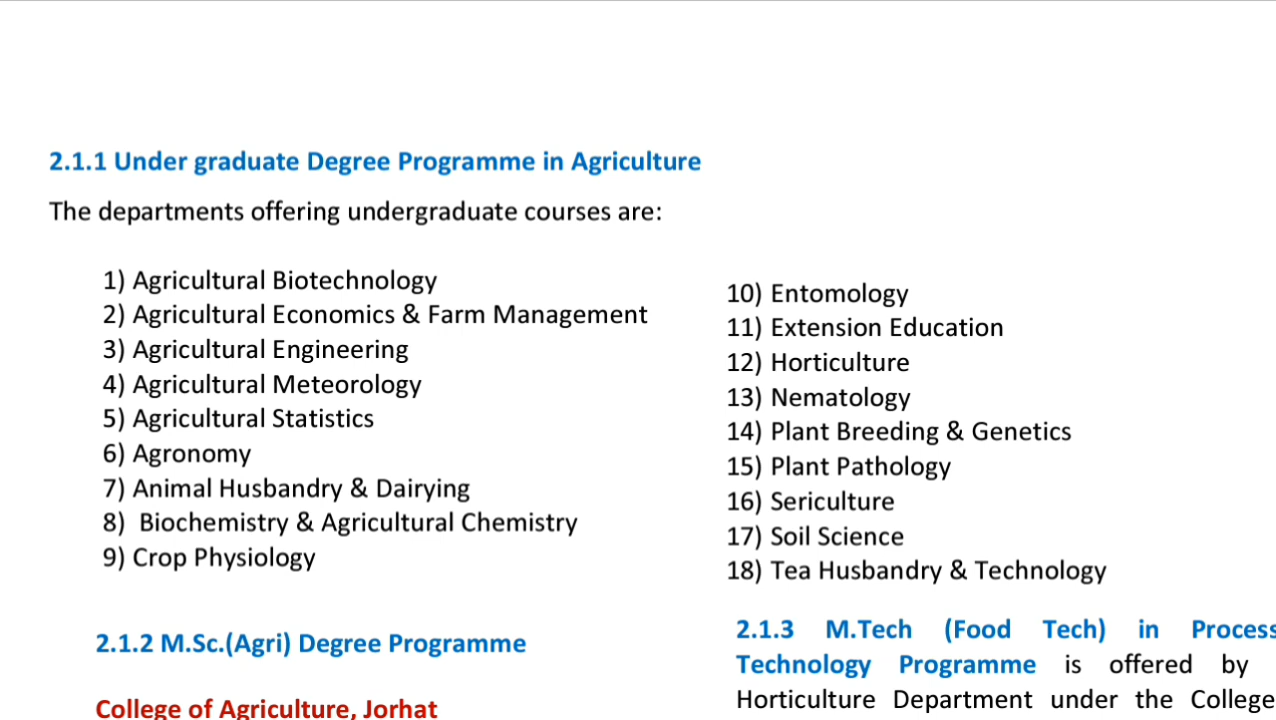 2.1.1 Under graduate Degree Programme in Agriculture
The departments offering undergraduate courses are:
1) Agricultural Biotechnology
2) Agricultural Economics & Farm Management
3) Agricultural Engineering
4) Agricultural Meteorology
5) Agricultural Statistics
6) Agronomy
7) Animal Husbandry & Dairying
8) Biochemistry & Agricultural Chemistry
9) Crop Physiology
10) Entomology
11) Extension Education
12) Horticulture
13) Nematology
14) Plant Breeding & Genetics
15) Plant Pathology
16) Sericulture
17) Soil Science
18) Tea Husbandry & Technology
2.1.2 M.Sc.(Agri) Degree Programme
College of Agriculture, Jorhat
2.1.3 M.Tech (Food Tech) in Process
Technology Programme is offered by
Horticulture Department under the College